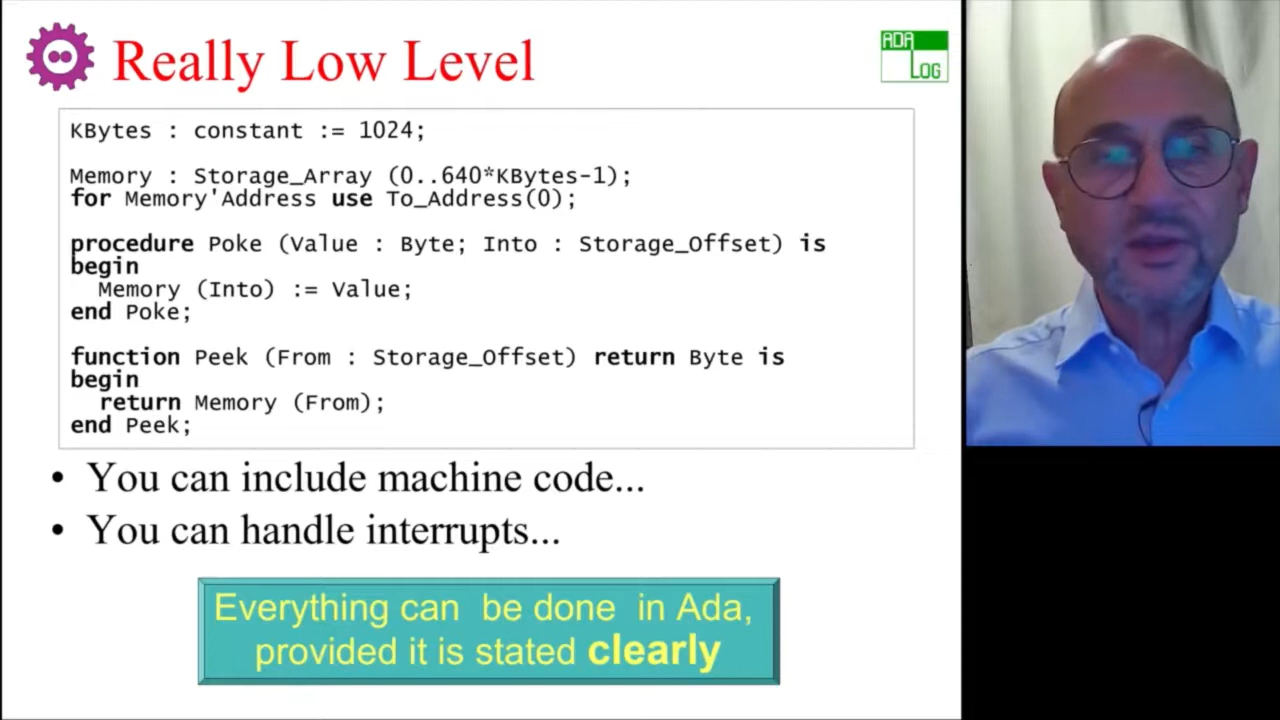 Really Low Level
ADA
LOG
KBytes : constant := 1024;
Memory : Storage_Array (0..640*KBytes-1);
for Memory'Address use To_Address(0);
procedure Poke (Value : Byte; Into : Storage_Offset) is
begin
Memory (Into) := Value;
end Poke;
function Peek (From : Storage_Offset) return Byte is
begin
return Memory (From);
end Peek;
• You can include machine code...
• You can handle interrupts...
Everything can be done in Ada,
provided it is stated clearly